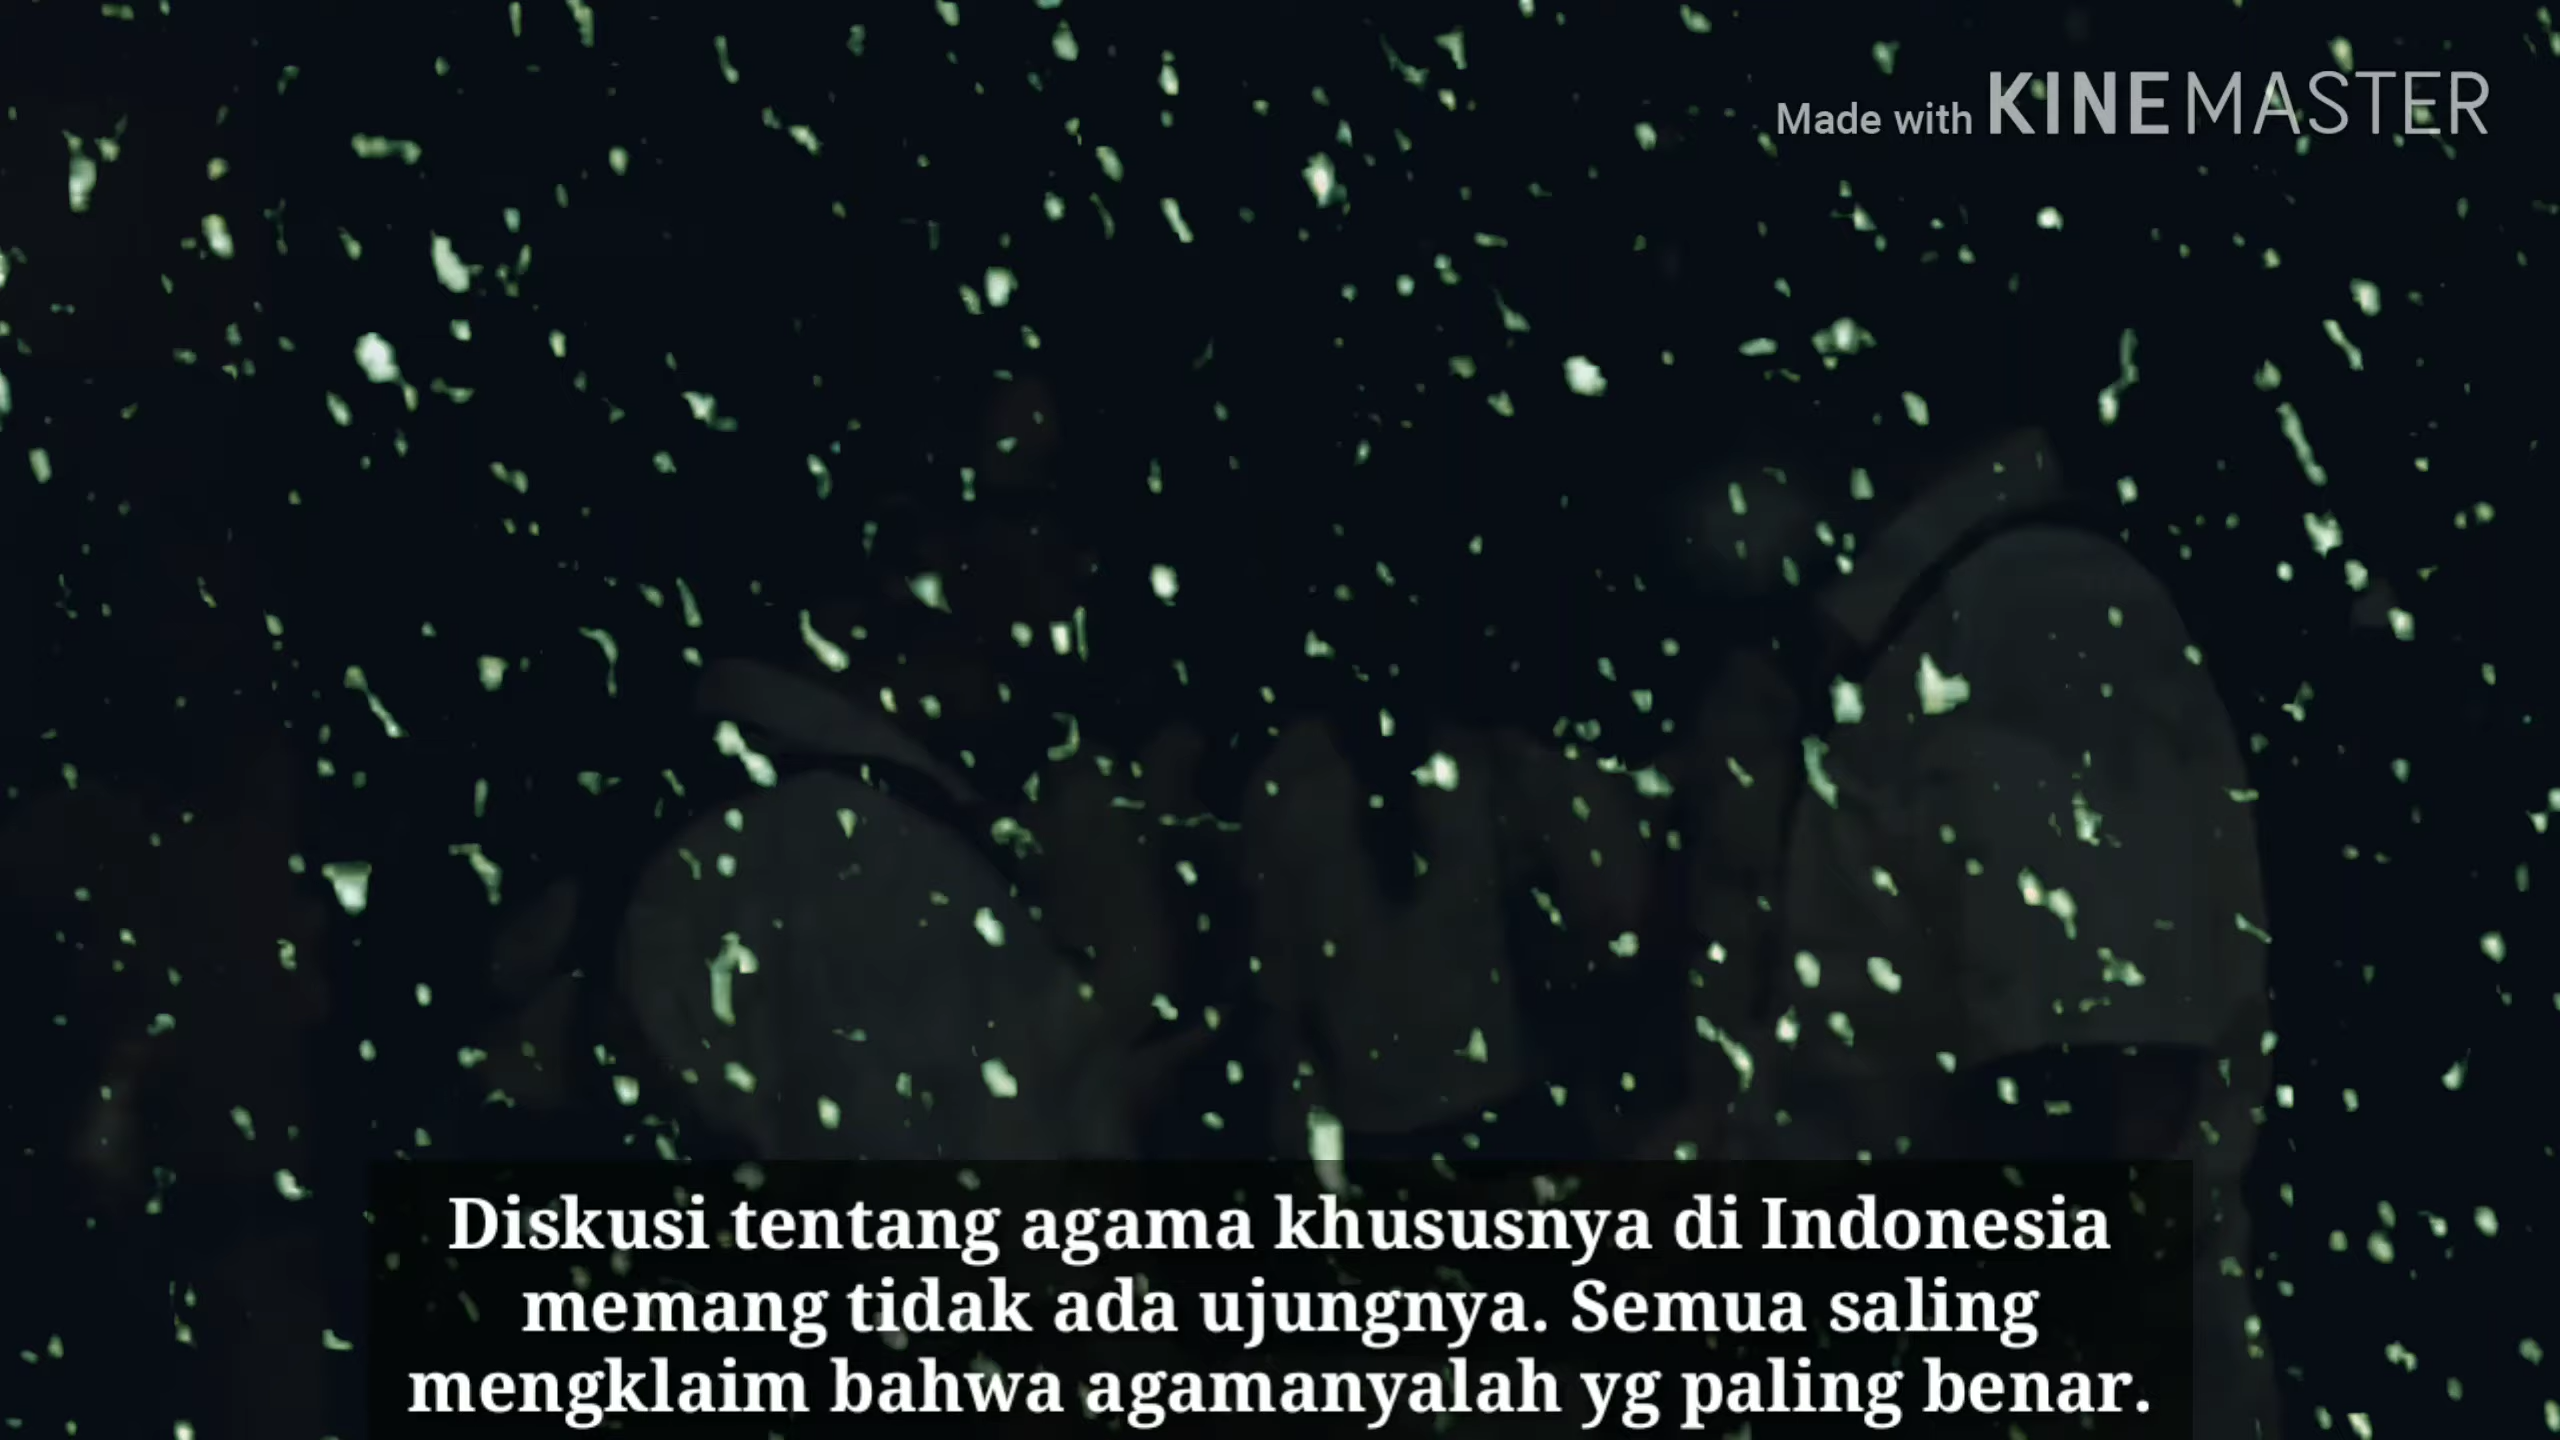 Made with KINEMASTER
Diskusi tentang agama khususnya di Indonesia
memang tidak ada ujungnya. Semua saling
mengklaim bahwa agamanyalah yg paling benar.